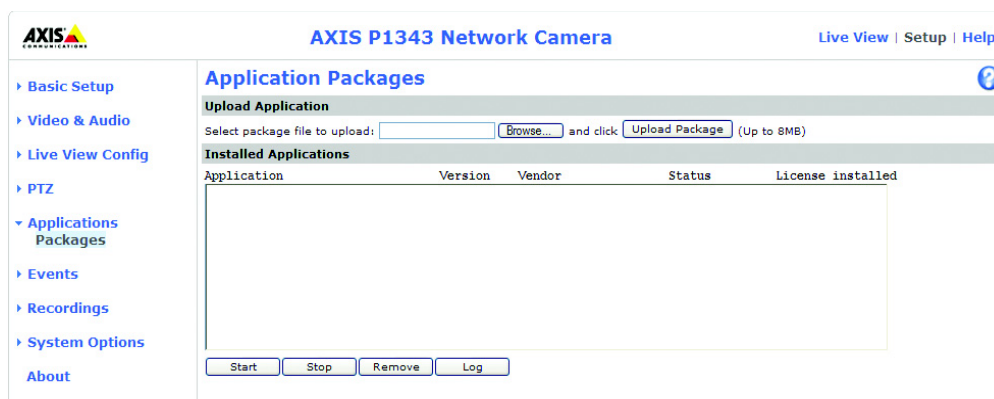 AXIS
COMMUNICATIONS
AXIS P1343 Network Camera
Live View | Setup | Help
Basic Setup
Video & Audio
Live View Config
PTZ
Applications
Packages
Events
Recordings
System Options
About
Application Packages
Upload Application
Select package file to upload: Browse... and click Upload Package (Up to 8MB)
Installed Applications
Application Version Vendor Status License installed
Start Stop Remove Log